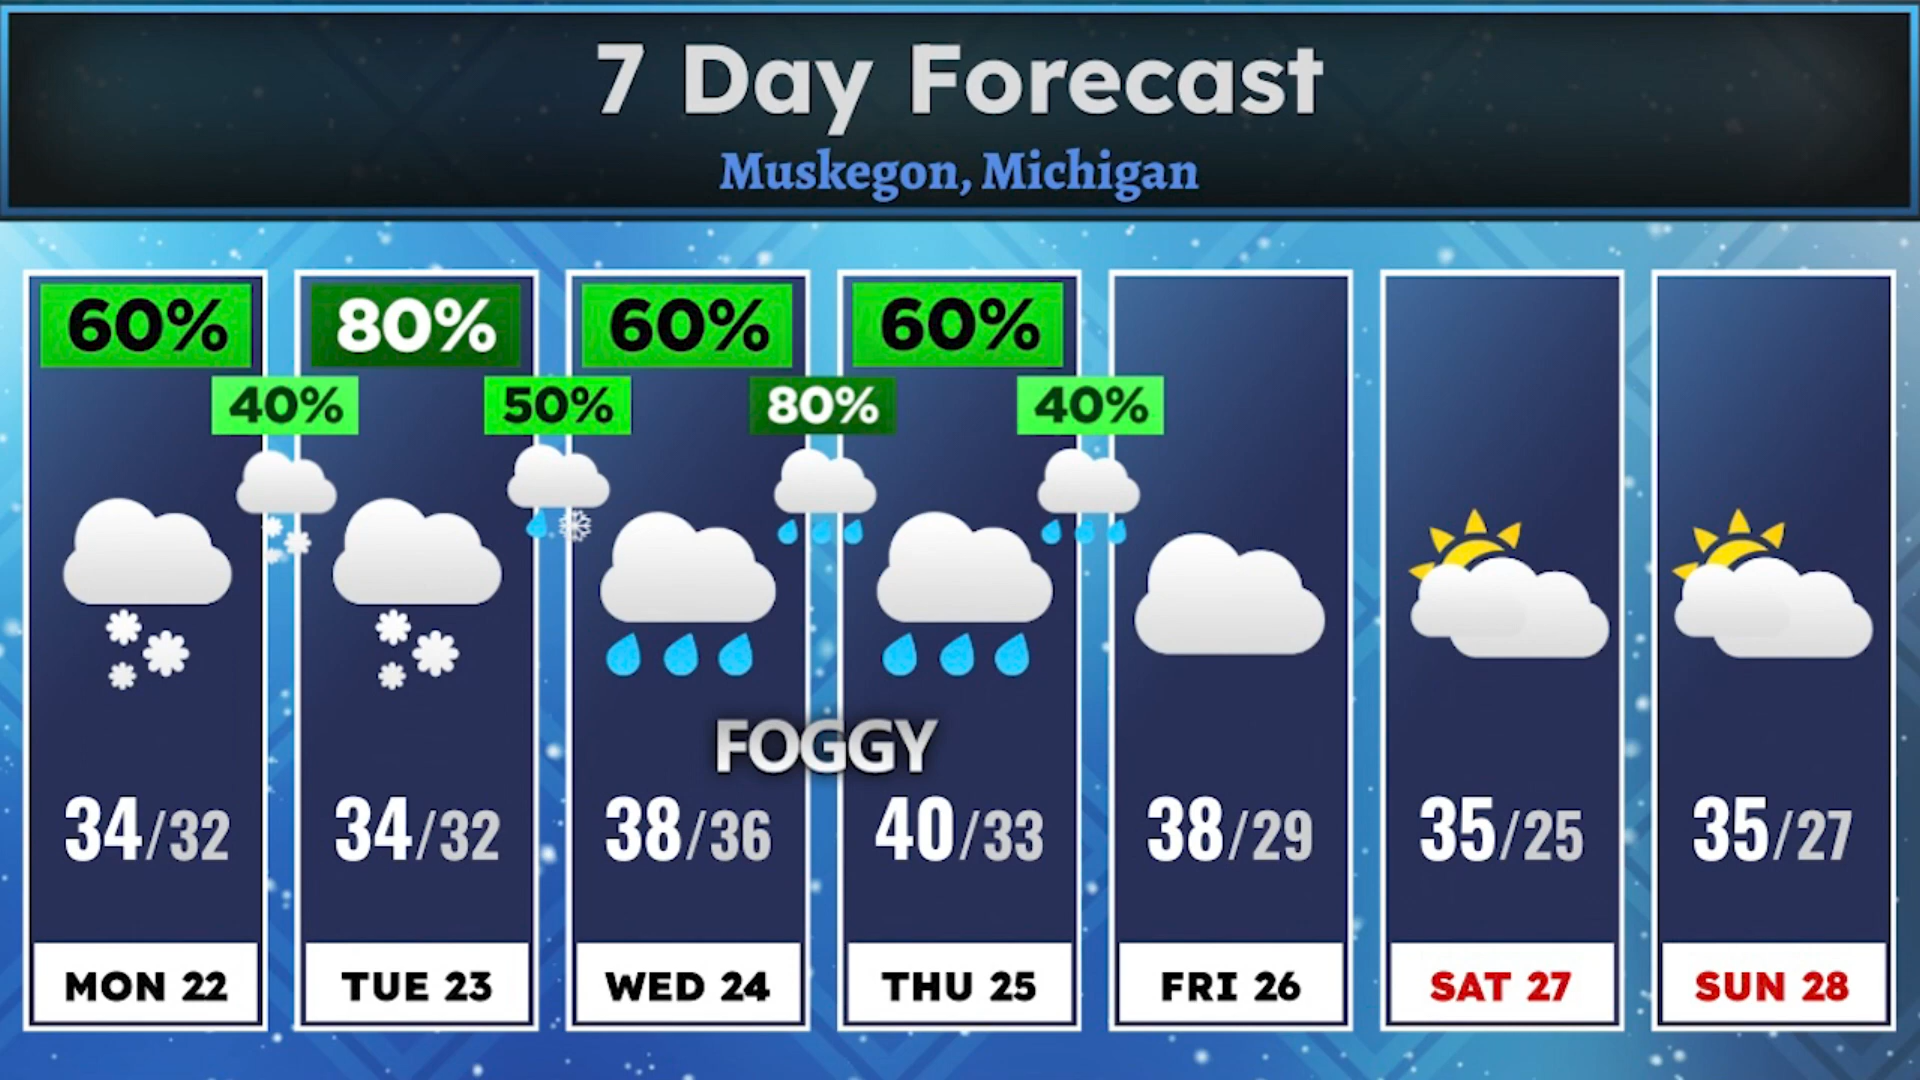 7 Day Forecast
Muskegon, Michigan
60% 80% 60% 60%
40% 50% 80% 40%
FOGGY
34/32 34/32 38/36 40/33 38/29 35/25 35/27
MON 22 TUE 23 WED 24 THU 25 FRI 26 SAT 27 SUN 28